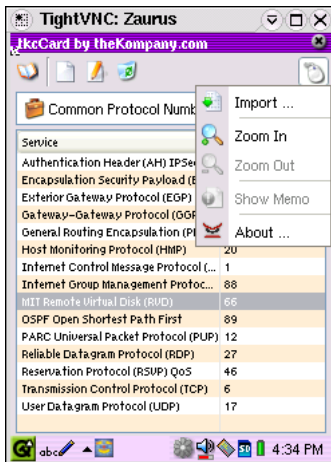 TightVNC: Zaurus
tkcCard by theKompany.com
Common Protocol Numb
Import ...
Zoom In
Zoom Out
Show Memo
About ...
Service
Authentication Header (AH) IPSe
Encapsulation Security Payload (E
Exterior Gateway Protocol (EGP)
Gateway-Gateway Protocol (GGP
General Routing Encapsulation (P
Host Monitoring Protocol (HMP) 20
Internet Control Message Protocol (... 1
Internet Group Management Protoc... 88
MIT Remote Virtual Disk (RVD) 66
OSPF Open Shortest Path First 89
PARC Universal Packet Protocol (PUP) 12
Reliable Datagram Protocol (RDP) 27
Reservation Protocol (RSVP) QoS 46
Transmission Control Protocol (TCP) 6
User Datagram Protocol (UDP) 17
abc
SD
4:34 PM